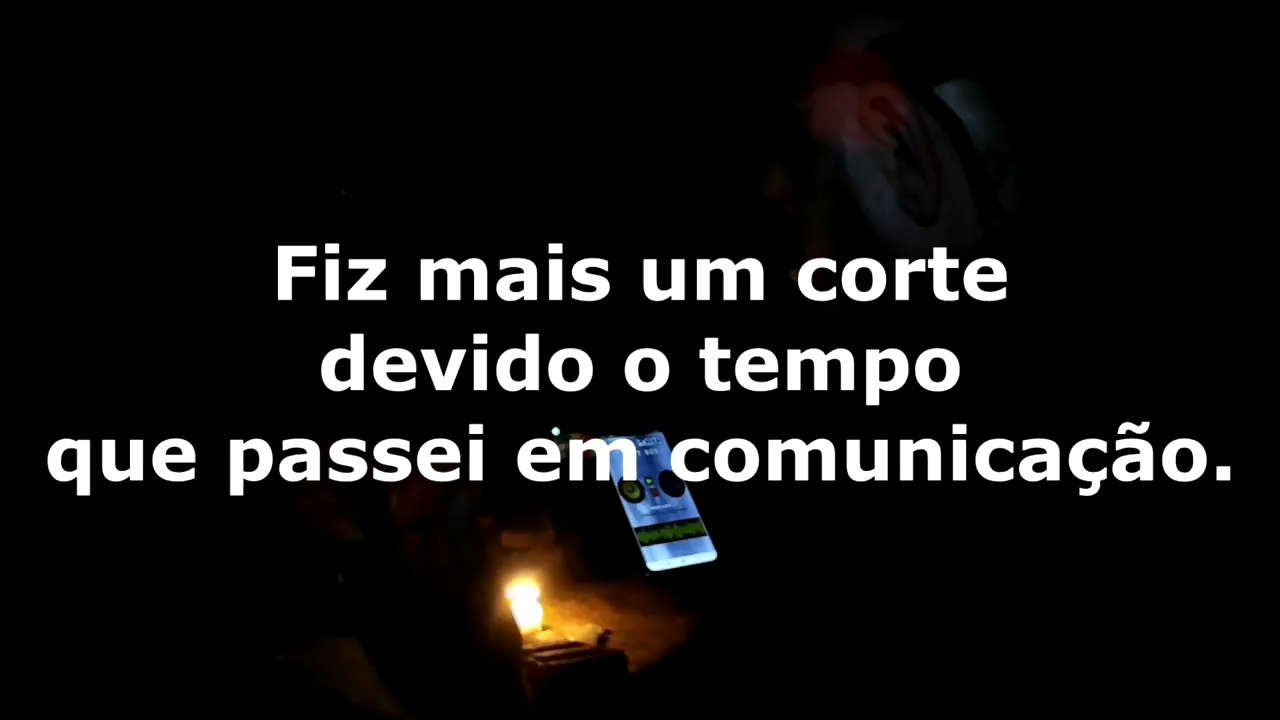 Fiz mais um corte
devido o tempo
que passei em comunicação.